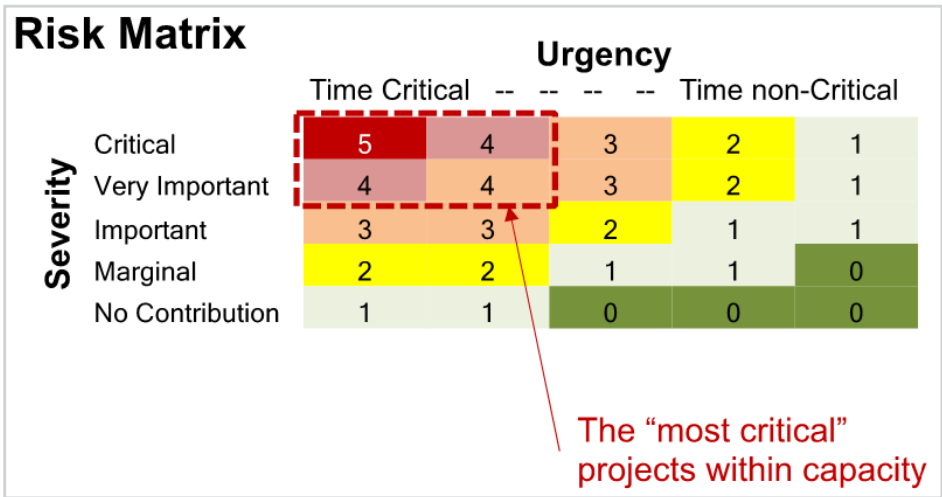 Risk Matrix
Urgency
Time Critical -- -- -- -- Time non-Critical
Severity
Critical 5 4 3 2 1
Very Important 4 4 3 2 1
Important 3 3 2 1 1
Marginal 2 2 1 1 0
No Contribution 1 1 0 0 0
The “most critical”
projects within capacity